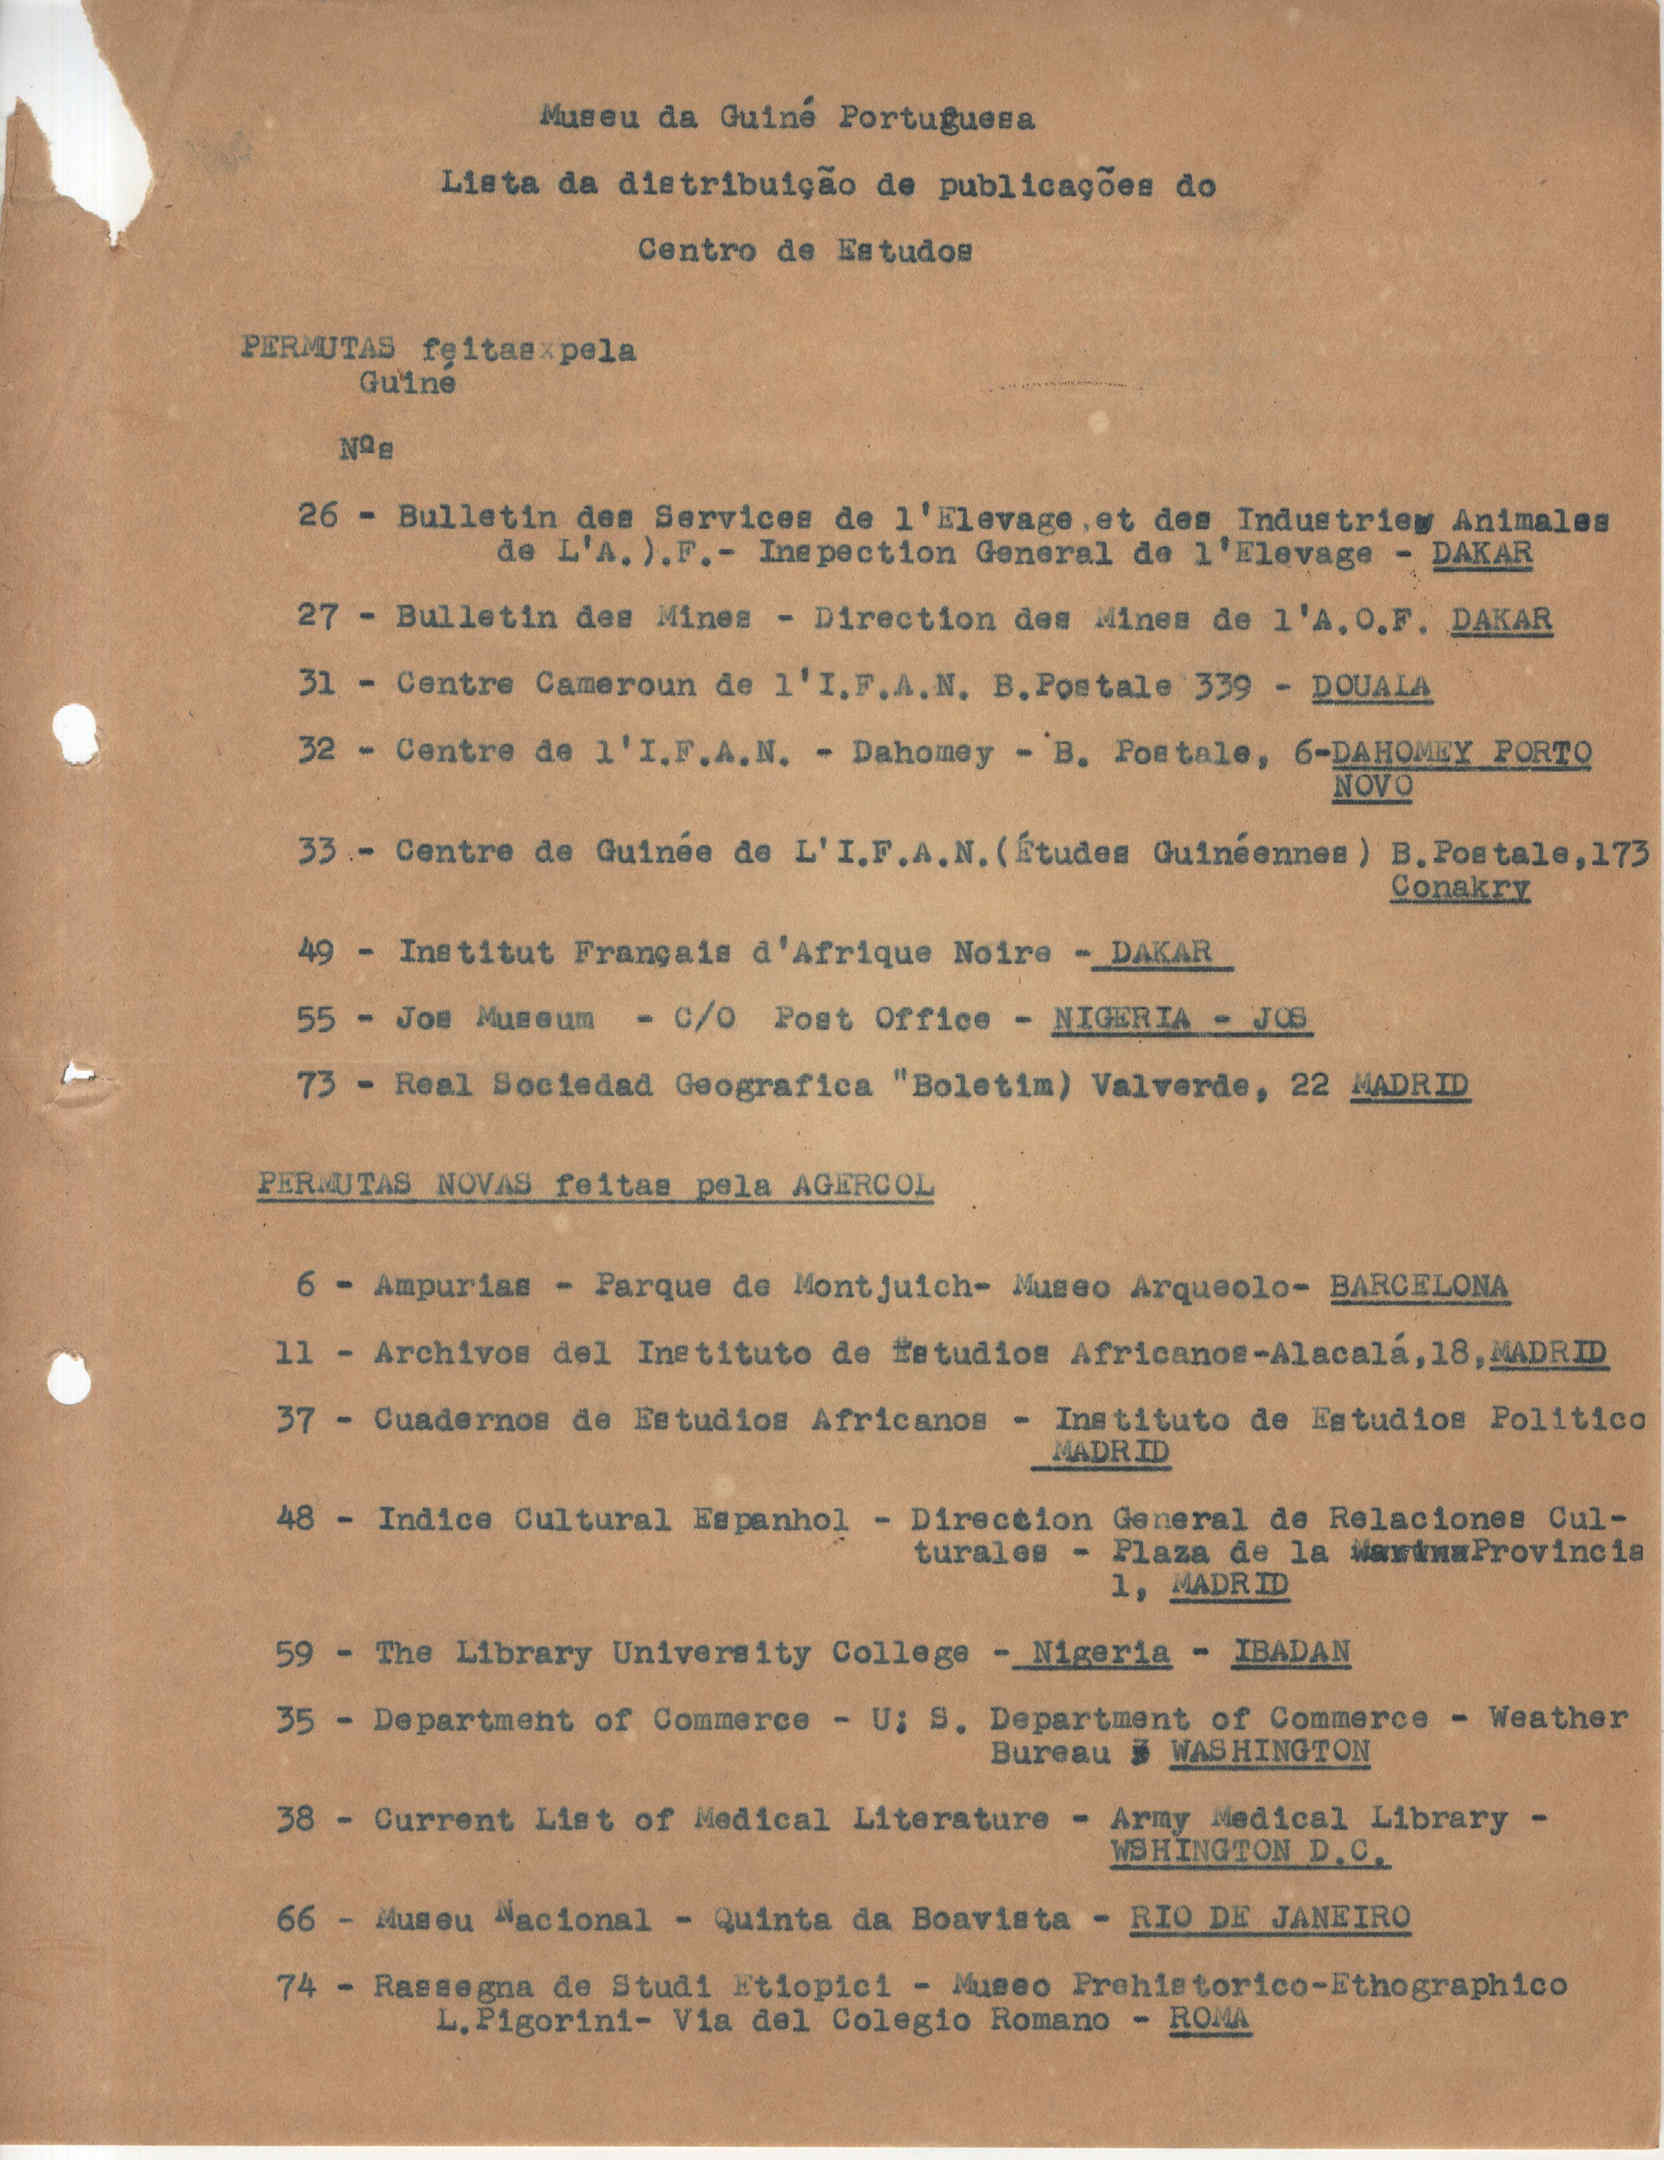 Museu da Guiné Portuguesa
Lista da distribuição de publicações do
Centro de Estudos
PERMUTAS feitas pela
Guiné
Nºs
26 - Bulletin des Services de l'Elevage,et des Industries Animales
de L'A.).F.- Inspection General de l'Elevage - DAKAR
27 - Bulletin des Mines - Direction des Mines de l'A.O.F. DAKAR
31 - Centre Cameroun de l'I.F.A.N. B.Postale 339 - DOUALA
32 - Centre de l'I.F.A.N. - Dahomey - B. Postale, 6-DAHOMEY PORTO
NOVO
33 - Centre de Guinée de L'I.F.A.N.(Études Guinéennes) B.Postale,173
Conakry
49 - Institut Français d'Afrique Noire - DAKAR
55 - Jos Museum - C/O Post Office - NIGERIA - JOS
73 - Real Sociedad Geografica "Boletim) Valverde, 22 MADRID
PERMUTAS NOVAS feitas pela AGERCOL
6 - Ampurias - Parque de Montjuich- Museo Arqueolo- BARCELONA
11 - Archivos del Instituto de Estudios Africanos-Alacalá,18,MADRID
37 - Cuadernos de Estudios Africanos - Instituto de Estudios Politico
MADRID
48 - Indice Cultural Espanhol - Direction General de Relaciones Cul-
turales - Plaza de la Provincia
1, MADRID
59 - The Library University College - Nigeria - IBADAN
35 - Department of Commerce - U; S. Department of Commerce - Weather
Bureau WASHINGTON
38 - Current List of Medical Literature - Army Medical Library -
WSHINGTON D.C.
66 - Museu Nacional - Quinta da Boavista - RIO DE JANEIRO
74 - Rassegna de Studi Etiopici - Museo Prehistorico-Ethographico
L.Pigorini- Via del Colegio Romano - ROMA